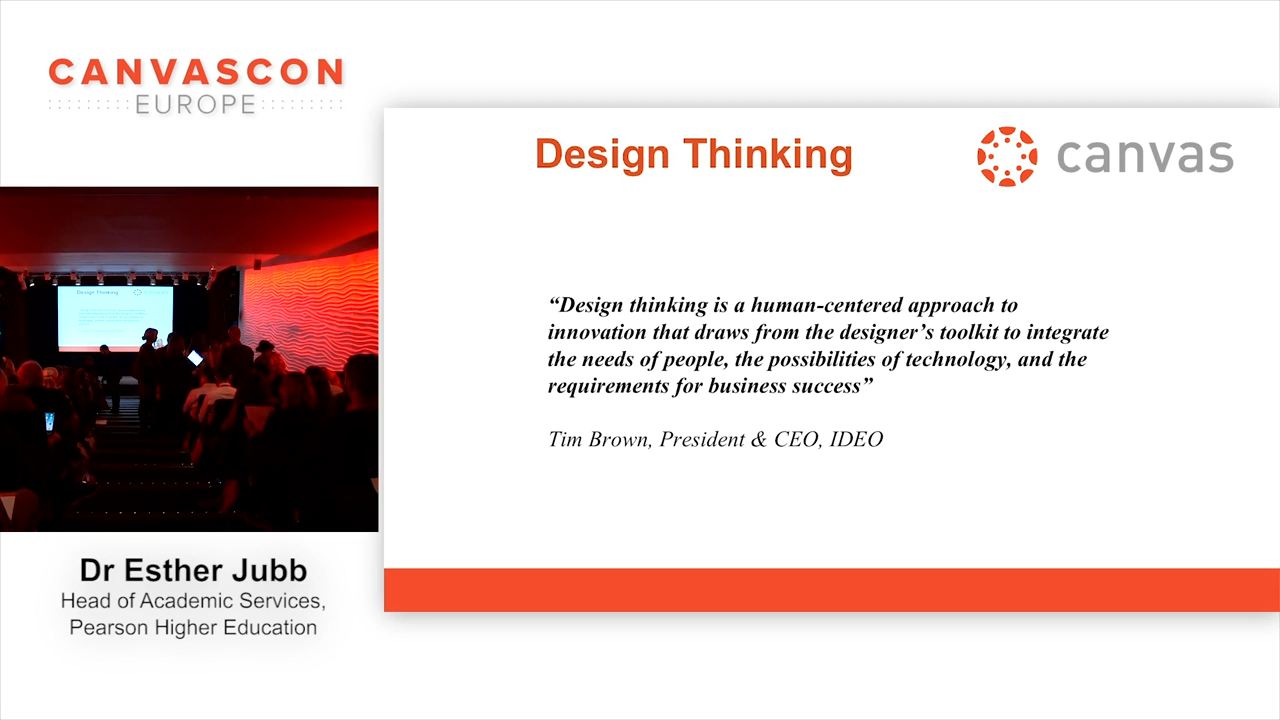 CANVASCON
EUROPE
Design Thinking
canvas
“Design thinking is a human-centered approach to
innovation that draws from the designer’s toolkit to integrate
the needs of people, the possibilities of technology, and the
requirements for business success”
Tim Brown, President & CEO, IDEO
Design Thinking
Dr Esther Jubb
Head of Academic Services,
Pearson Higher Education